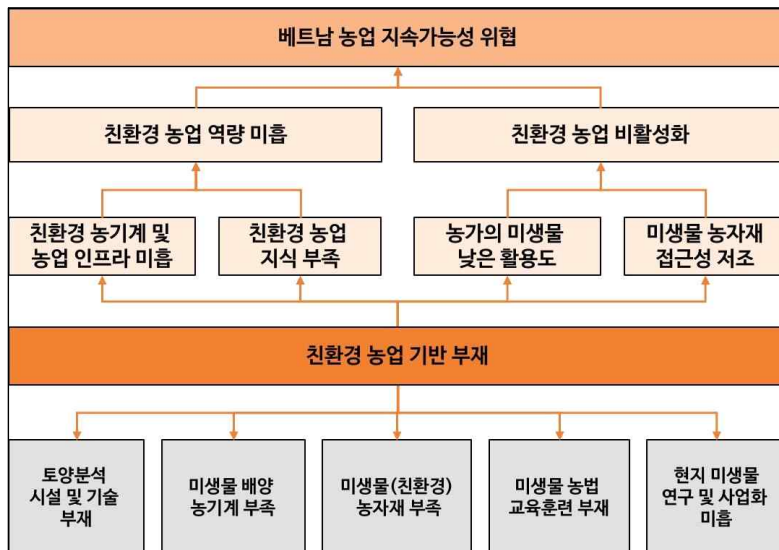 베트남 농업 지속가능성 위협
친환경 농업 역량 미흡
친환경 농업 비활성화
친환경 농기계 및
농업 인프라 미흡
친환경 농업
지식 부족
농가의 미생물
낮은 활용도
미생물 농자재
접근성 저조
친환경 농업 기반 부재
토양분석
시설 및 기술
부재
미생물 배양
농기계 부족
미생물(친환경)
농자재 부족
미생물 농법
교육훈련 부재
현지 미생물
연구 및 사업화
미흡